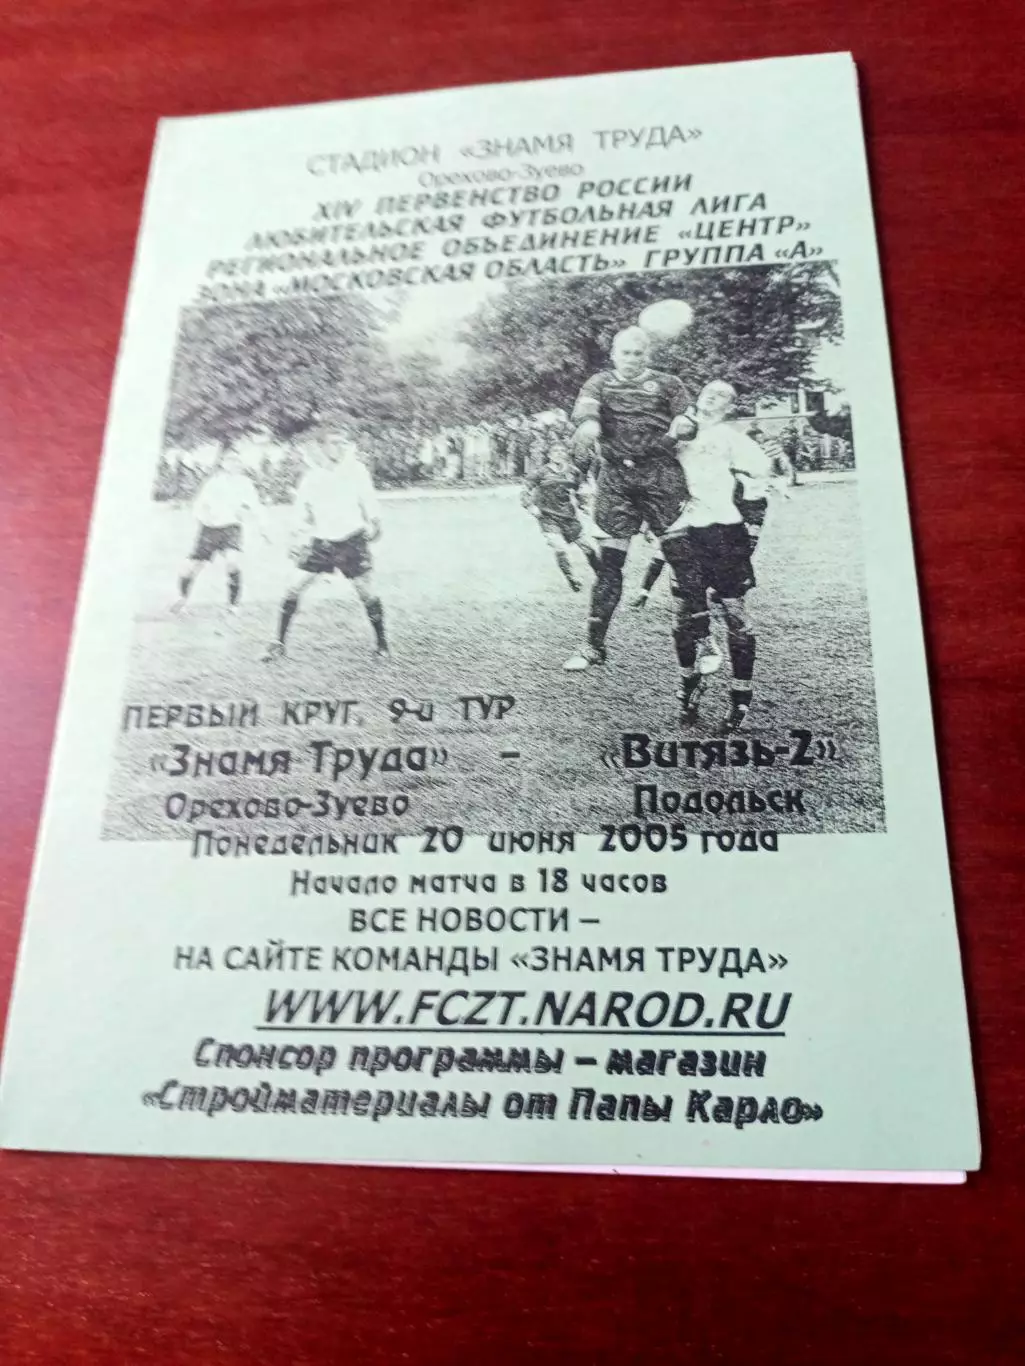 СТАДИОН «ЗНАМЯ ТРУДА»
Орехово-Зуево
XIV ПЕРВЕНСТВО РОССИИ
ЛЮБИТЕЛЬСКАЯ ФУТБОЛЬНАЯ ЛИГА
РЕГИОНАЛЬНОЕ ОБЪЕДИНЕНИЕ «ЦЕНТР»
ЗОНА «МОСКОВСКАЯ ОБЛАСТЬ» ГРУППА «А»
ПЕРВЫЙ КРУГ, 9-й ТУР
«Знамя Труда» – «Витязь-2»
Орехово-Зуево Подольск
Понедельник 20 июня 2005 года
Начало матча в 18 часов
ВСЕ НОВОСТИ –
НА САЙТЕ КОМАНДЫ «ЗНАМЯ ТРУДА»
WWW.FCZT.NAROD.RU
Спонсор программы – магазин
«Стройматериалы от Папы Карло»